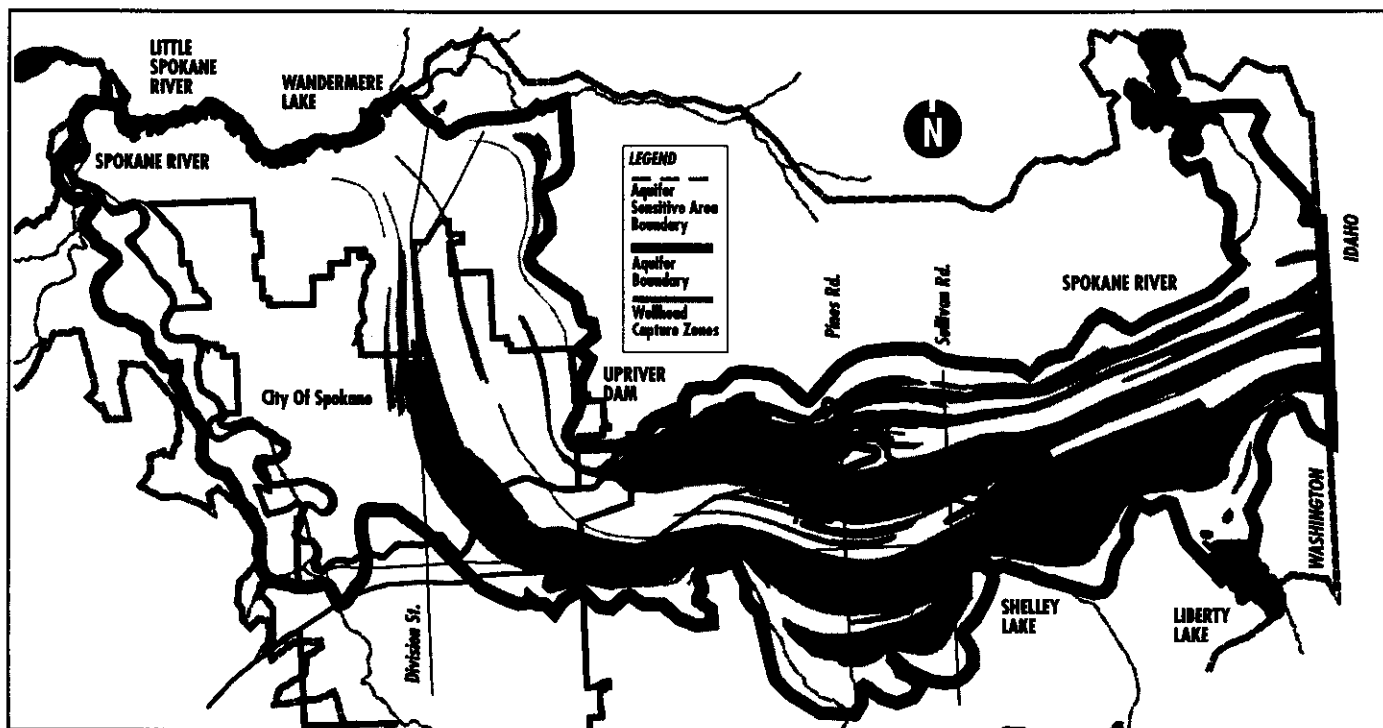 LITTLE
SPOKANE
RIVER
WANDERMERE
LAKE
N
SPOKANE RIVER
LEGEND
Aquifer
Sensitive Area
Boundary
Aquifer
Boundary
Wellhead
Capture Zones
IDAHO
Pines Rd.
Sullivan Rd.
SPOKANE RIVER
City Of Spokane
UPRIVER
DAM
WASHINGTON
Division St.
SHELLEY
LAKE
LIBERTY
LAKE